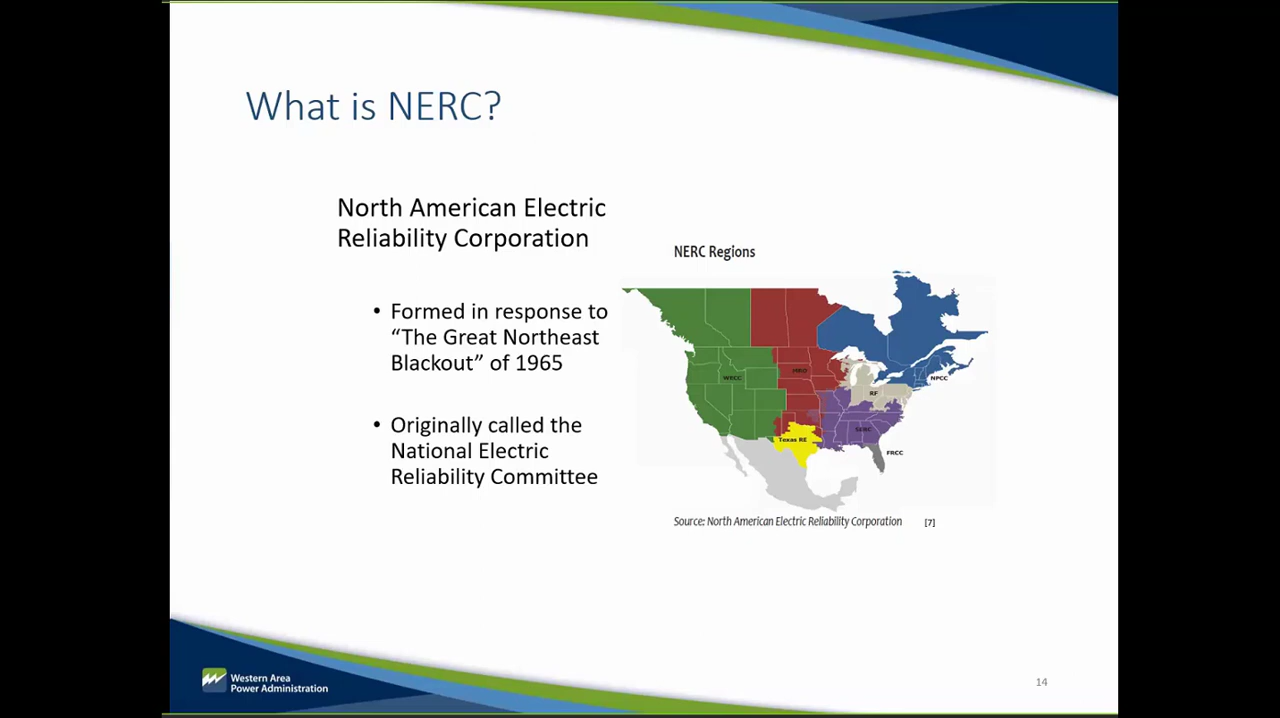 What is NERC?
North American Electric
Reliability Corporation
• Formed in response to
“The Great Northeast
Blackout” of 1965
• Originally called the
National Electric
Reliability Committee
NERC Regions
WECC
MRO
NPCC
RF
SERC
Texas RE
FRCC
Source: North American Electric Reliability Corporation [7]
Western Area
Power Administration
14